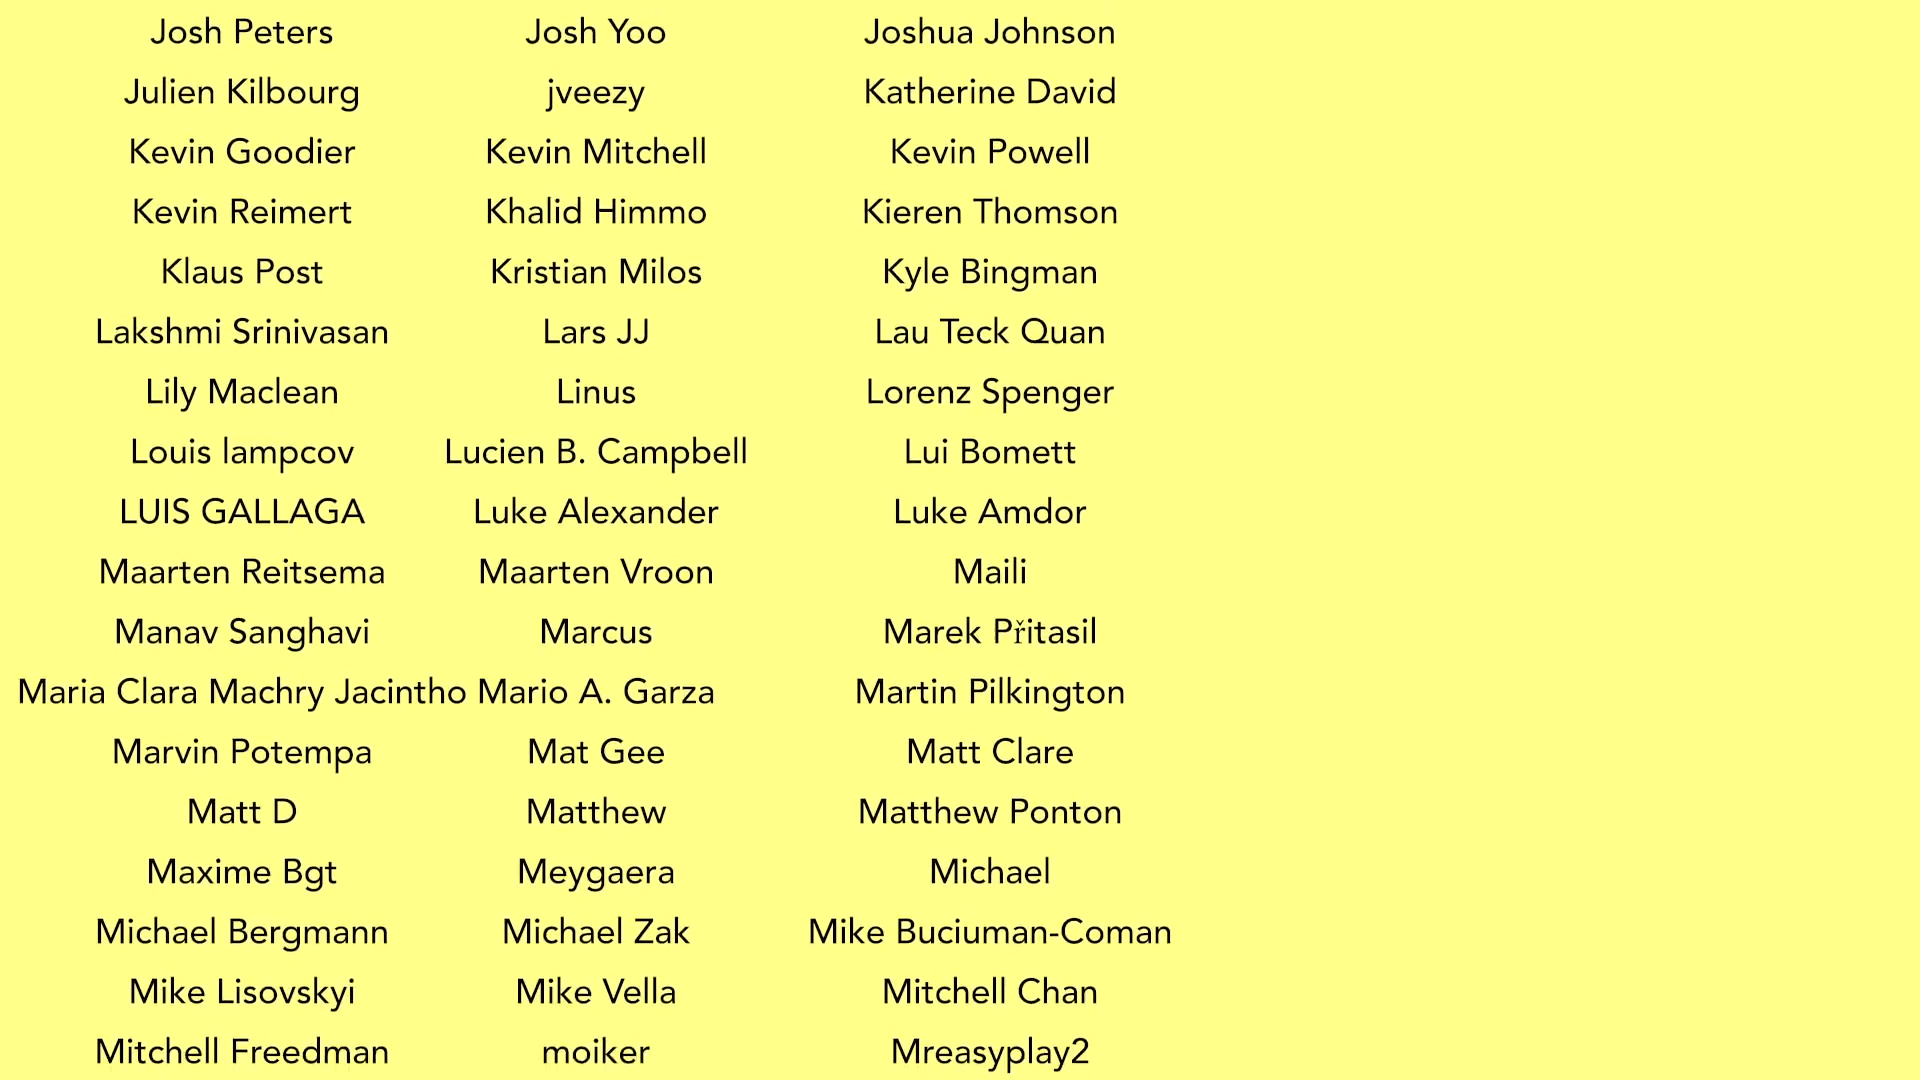 Josh Peters Josh Yoo Joshua Johnson
Julien Kilbourg jveezy Katherine David
Kevin Goodier Kevin Mitchell Kevin Powell
Kevin Reimert Khalid Himmo Kieren Thomson
Klaus Post Kristian Milos Kyle Bingman
Lakshmi Srinivasan Lars JJ Lau Teck Quan
Lily Maclean Linus Lorenz Spenger
Louis lampcov Lucien B. Campbell Lui Bomett
LUIS GALLAGA Luke Alexander Luke Amdor
Maarten Reitsema Maarten Vroon Maili
Manav Sanghavi Marcus Marek Přitasil
Maria Clara Machry Jacintho Mario A. Garza Martin Pilkington
Marvin Potempa Mat Gee Matt Clare
Matt D Matthew Matthew Ponton
Maxime Bgt Meygaera Michael
Michael Bergmann Michael Zak Mike Buciuman-Coman
Mike Lisovskyi Mike Vella Mitchell Chan
Mitchell Freedman moiker Mreasyplay2